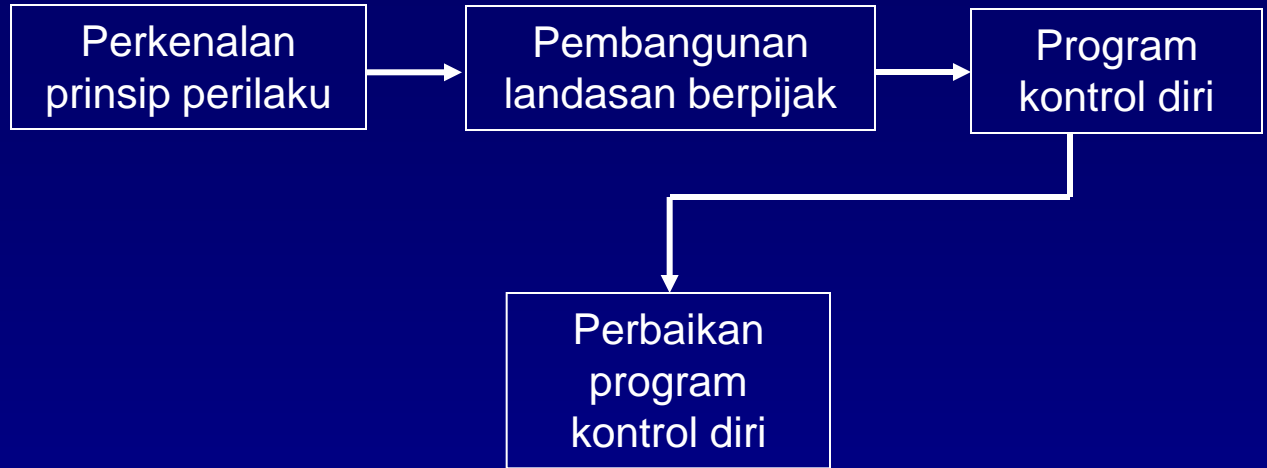 Perkenalan
prinsip perilaku
Pembangunan
landasan berpijak
Program
kontrol diri
Perbaikan
program
kontrol diri